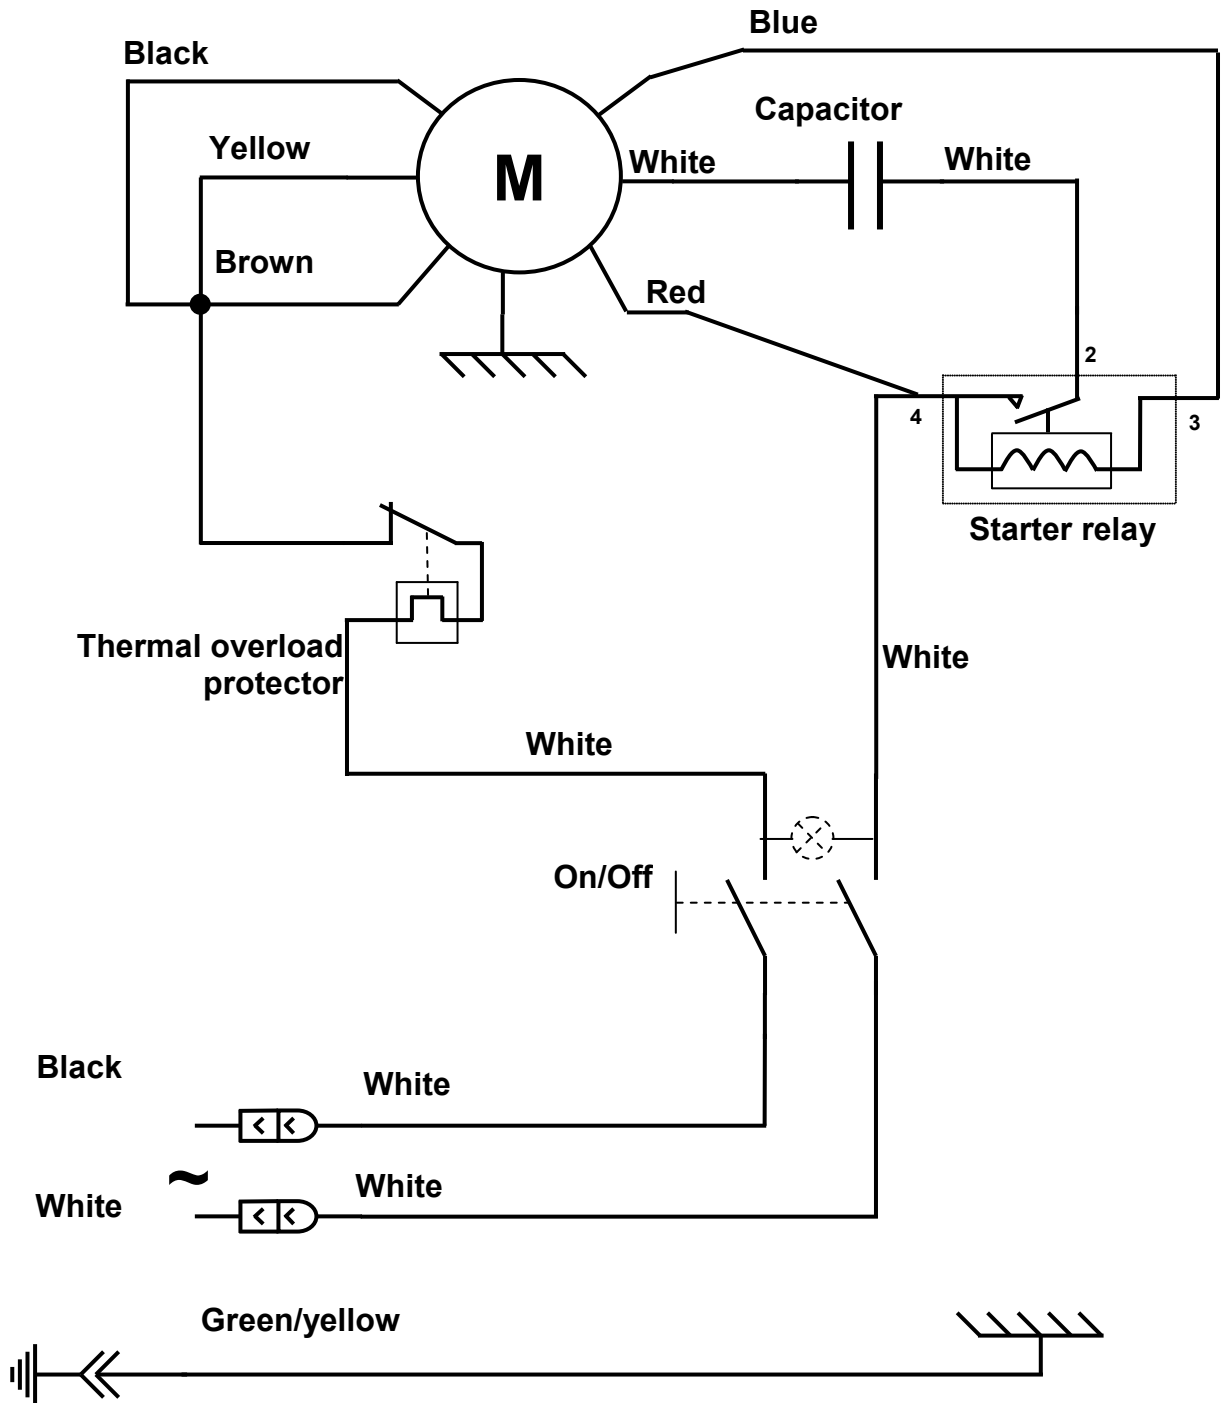 Blue
Black
Capacitor
Yellow
White
White
M
Brown
Red
2
4
3
Starter relay
Thermal overload
protector
White
White
On/Off
Black
White
~
White
White
Green/yellow